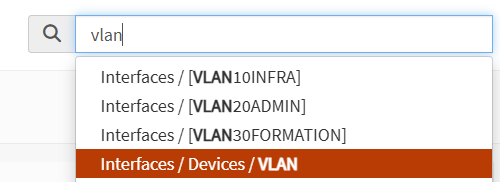 vlan
Interfaces / [VLAN10INFRA]
Interfaces / [VLAN20ADMIN]
Interfaces / [VLAN30FORMATION]
Interfaces / Devices / VLAN